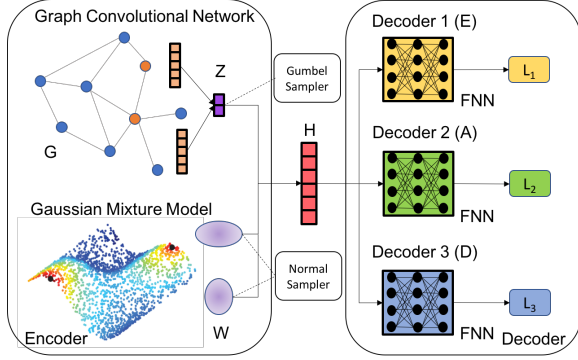 Graph Convolutional Network
G
Z
Gumbel
Sampler
H
Gaussian Mixture Model
Normal
Sampler
W
Encoder
Decoder 1 (E)
FNN
L₁
Decoder 2 (A)
FNN
L₂
Decoder 3 (D)
FNN
L₃
Decoder